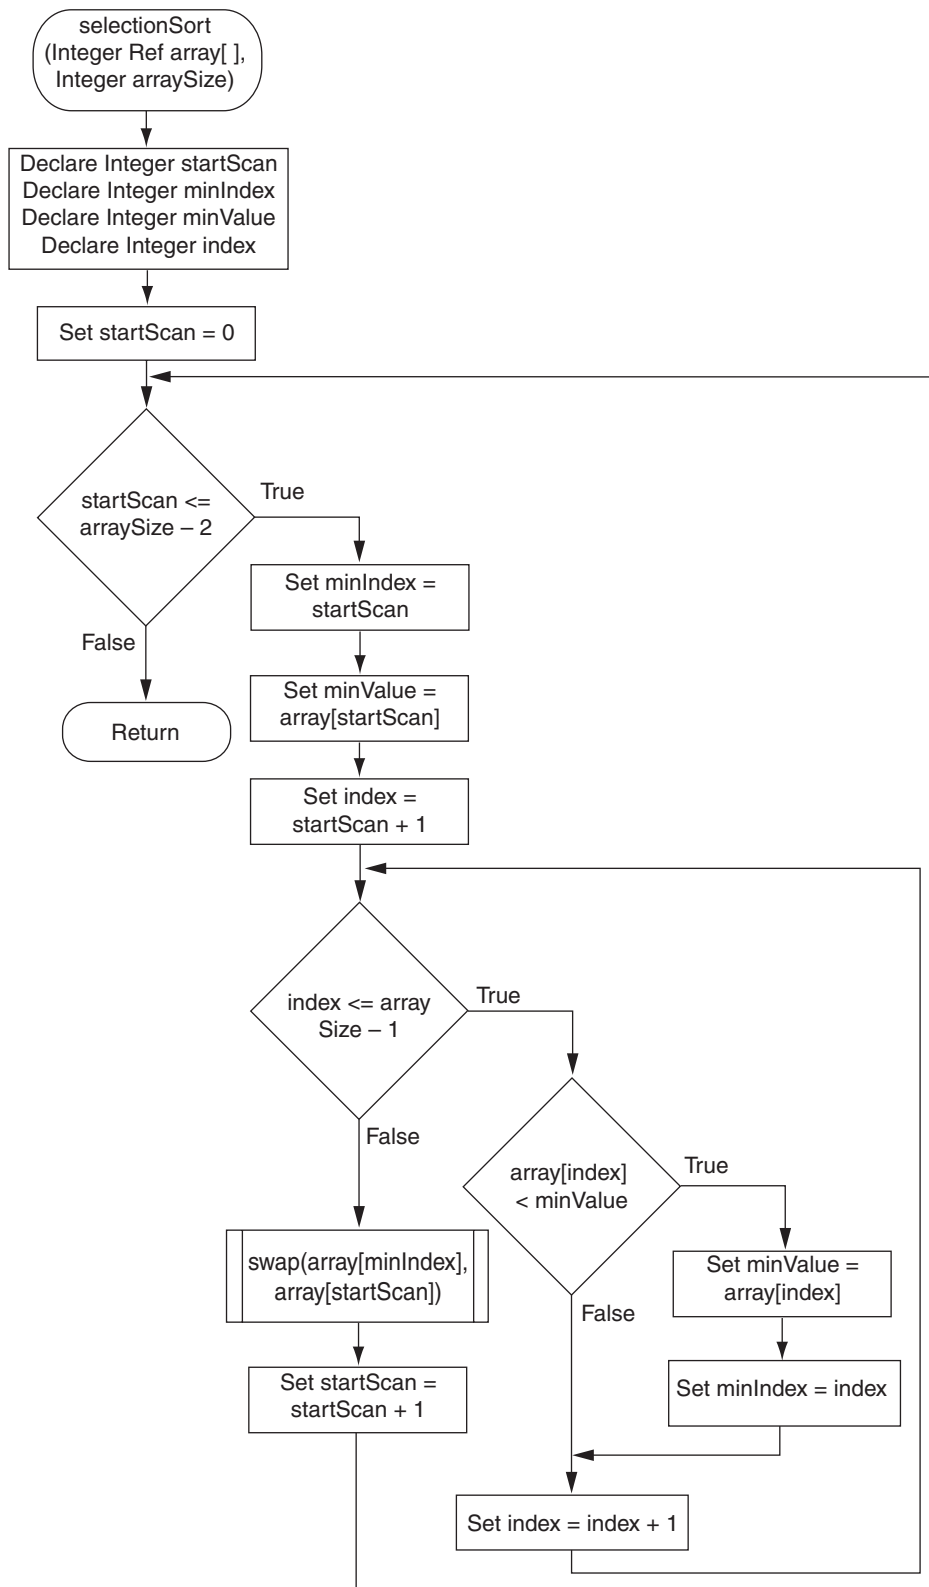 selectionSort
(Integer Ref array[ ],
Integer arraySize)
Declare Integer startScan
Declare Integer minIndex
Declare Integer minValue
Declare Integer index
Set startScan = 0
startScan <=
arraySize – 2
True
False
Return
Set minIndex =
startScan
Set minValue =
array[startScan]
Set index =
startScan + 1
index <= array
Size – 1
True
False
array[index]
< minValue
True
False
Set minValue =
array[index]
Set minIndex = index
swap(array[minIndex],
array[startScan])
Set startScan =
startScan + 1
Set index = index + 1